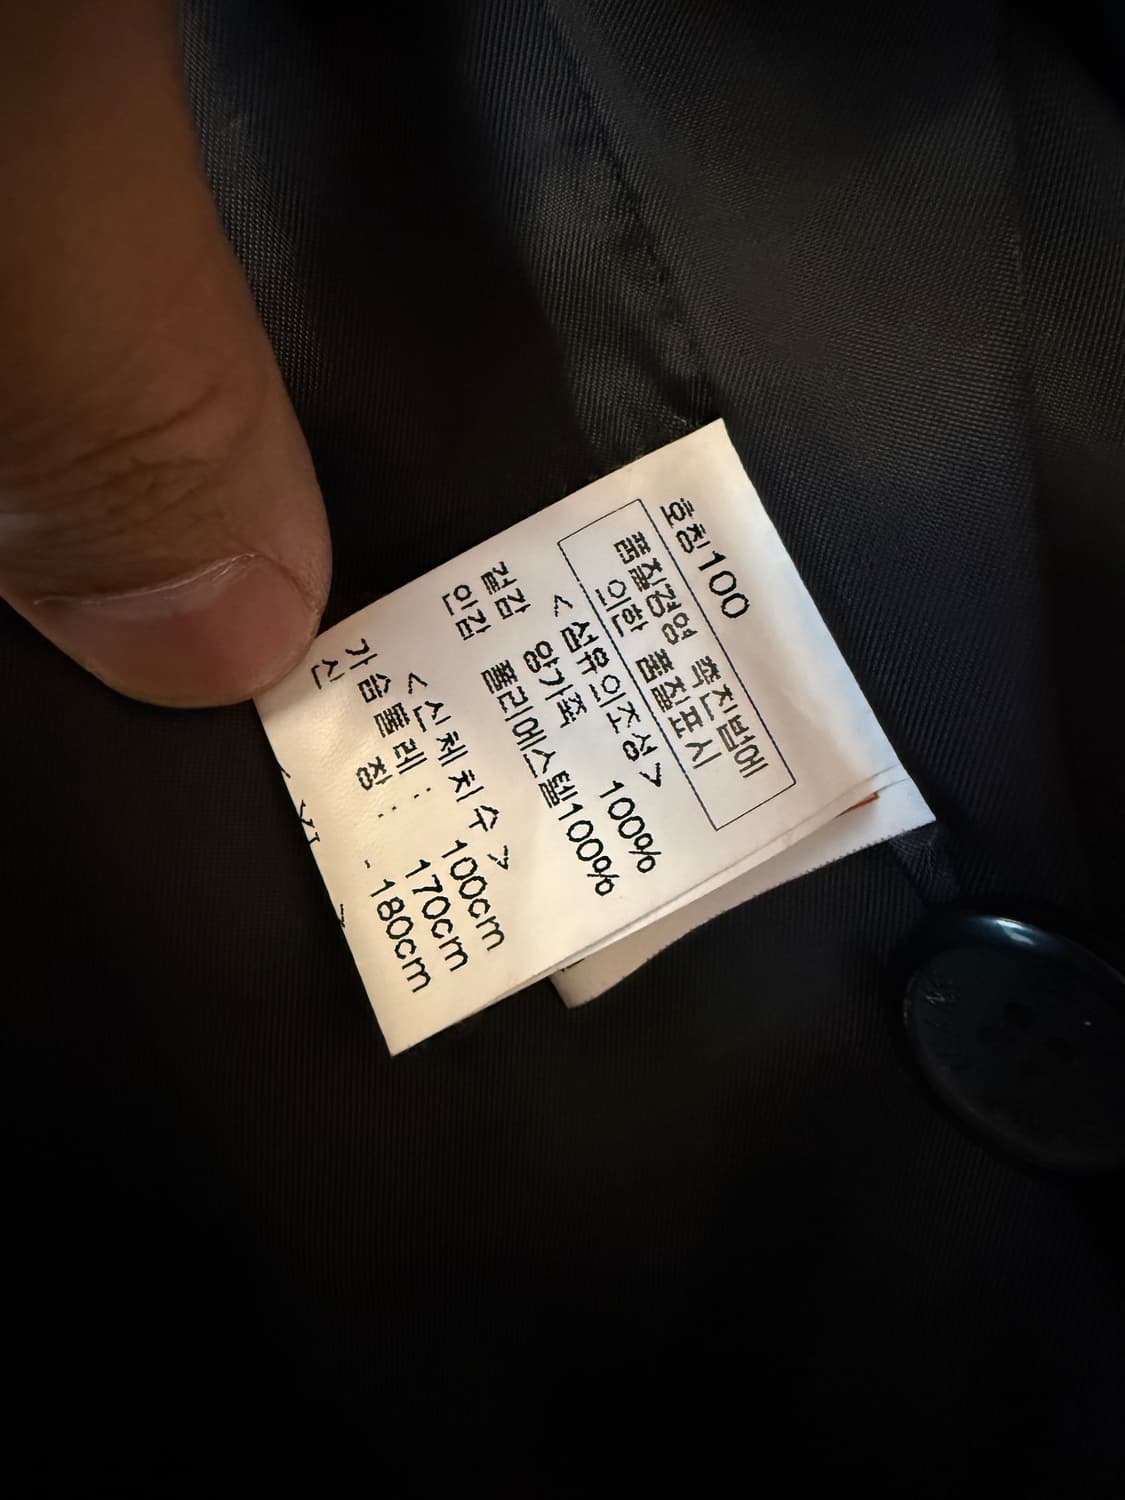 호칭100
품질경영 촉진법에
의한 품질표시
<섬유의조성>
겉감 양가죽 100%
안감 폴리에스텔100%
<신체치수>
가슴둘레 : 100cm
신 장 : 170cm
- 180cm